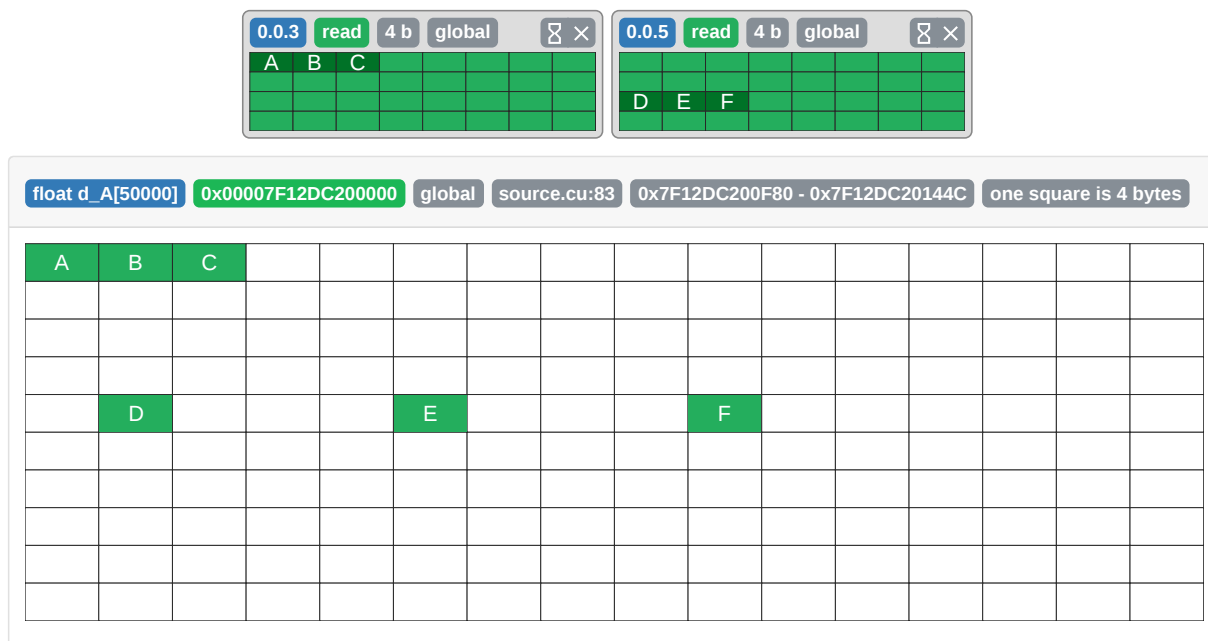 0.0.3 read 4 b global 0.0.5 read 4 b global
A B C
D E F
float d_A[50000] 0x00007F12DC200000 global source.cu:83 0x7F12DC200F80 - 0x7F12DC20144C one square is 4 bytes
A B C
D E F